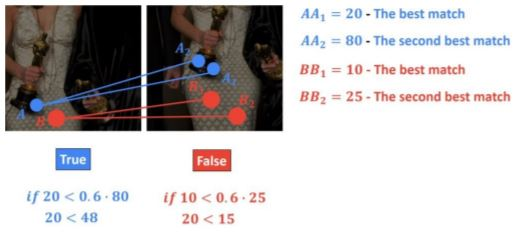 AA₁ = 20 - The best match
AA₂ = 80 - The second best match
BB₁ = 10 - The best match
BB₂ = 25 - The second best match
A₂
A₁
B₁
B₂
A
B
True
False
if 20 < 0.6 · 80
20 < 48
if 10 < 0.6 · 25
20 < 15